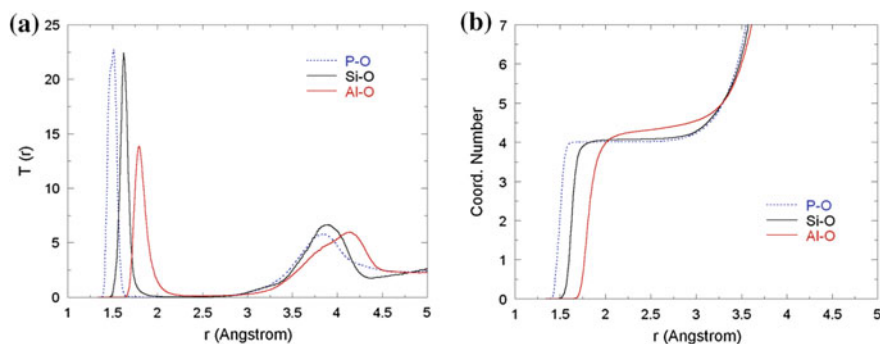 (a)
25
20
15
10
5
0
T (r)
P-O
Si-O
Al-O
1 1.5 2 2.5 3 3.5 4 4.5 5
r (Angstrom)
(b)
7
6
5
4
3
2
1
0
Coord. Number
P-O
Si-O
Al-O
1 1.5 2 2.5 3 3.5 4 4.5 5
r (Angstrom)